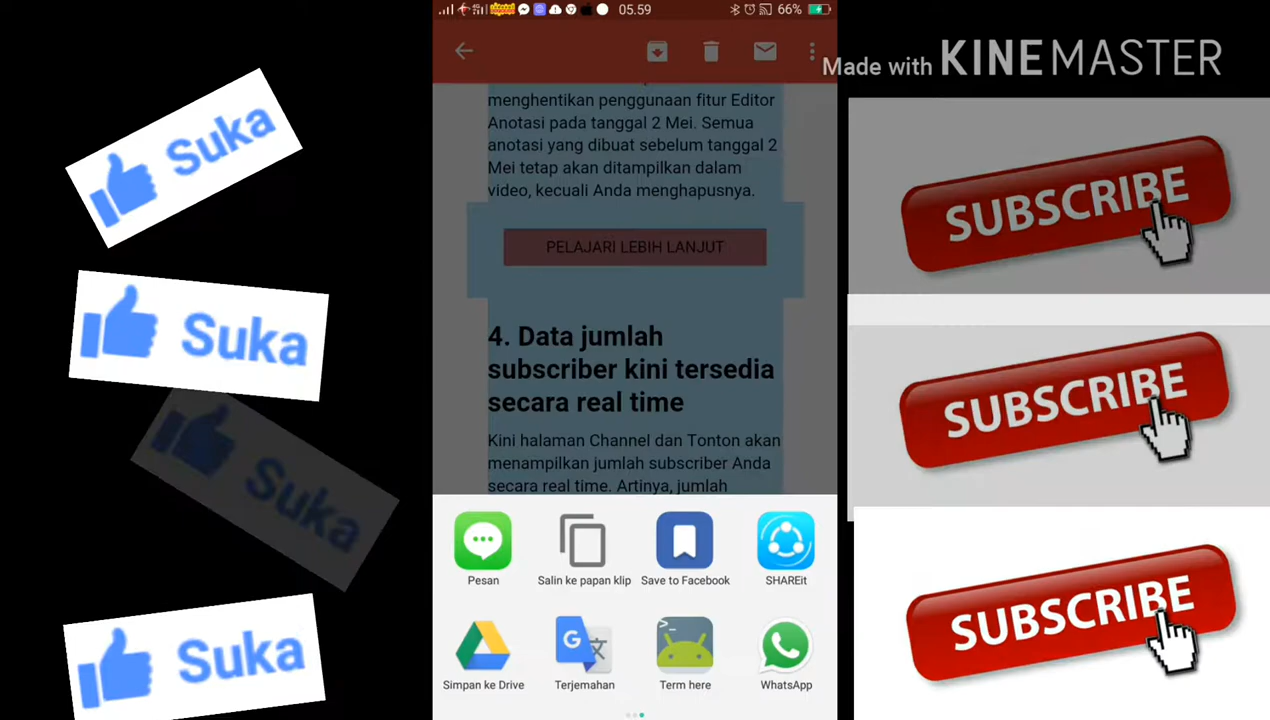 05.59
66%
Made with KINEMASTER
Suka
Suka
Suka
Suka
menghentikan penggunaan fitur Editor
Anotasi pada tanggal 2 Mei. Semua
anotasi yang dibuat sebelum tanggal 2
Mei tetap akan ditampilkan dalam
video, kecuali Anda menghapusnya.
PELAJARI LEBIH LANJUT
4. Data jumlah
subscriber kini tersedia
secara real time
Kini halaman Channel dan Tonton akan
menampilkan jumlah subscriber Anda
secara real time. Artinya, jumlah
Pesan
Salin ke papan klip
Save to Facebook
SHAREit
Simpan ke Drive
Terjemahan
Term here
WhatsApp
SUBSCRIBE
SUBSCRIBE
SUBSCRIBE